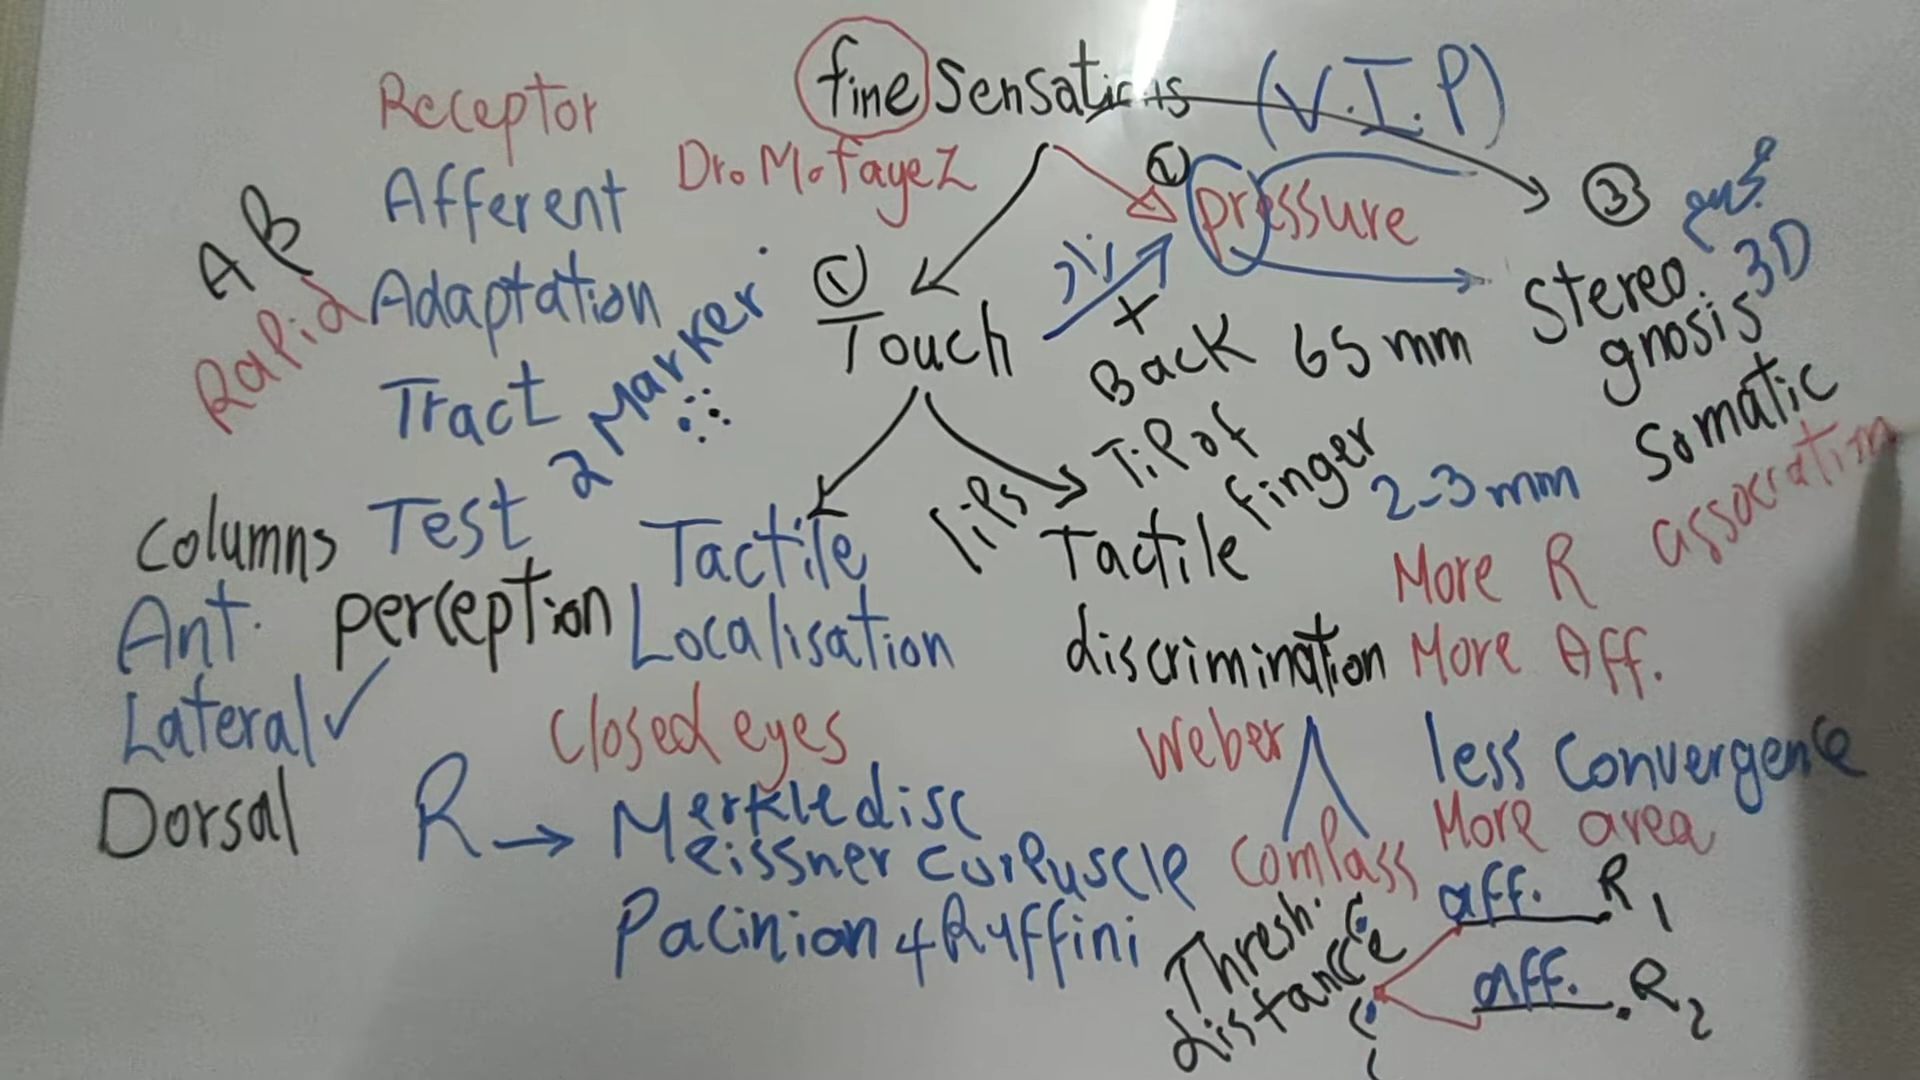 fine Sensations (V.I.P)
Dr. M. Fayez
Receptor
Afferent
AB
Adaptation
Rapid
Tract
Test
2 Marker
Columns
Ant.
Lateral ✓
Dorsal
perception
1
Touch
Tactile
Localisation
closed eyes
R → Merkle disc
Meissner Corpuscle
Pacinion & Ruffini
pressure
+
Back 65 mm
lips
Tip of
finger
2-3 mm
Tactile
discrimination
Weber
Compass
Thresh.
distance
More R
More Aff.
less Convergence
More area
aff. R1
aff. R2
3
Stereo
gnosis
3D
Somatic
association